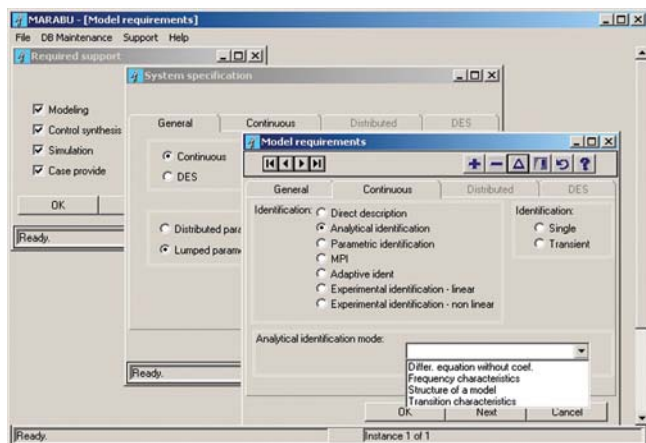 MARABU - [Model requirements]
File DB Maintenance Support Help
Required support
Modeling
Control synthesis
Simulation
Case provide
OK
Ready.
System specification
General Continuous Distributed DES
Continuous
DES
Distributed para
Lumped parame
Ready.
Model requirements
General Continuous Distributed DES
Identification:
Direct description
Analytical identification
Parametric identification
MPI
Adaptive ident
Experimental identification - linear
Experimental identification - non linear
Identification:
Single
Transient
Analytical identification mode:
Differ. equation without coef.
Frequency characteristics
Structure of a model
Transition characteristics
OK Next Cancel
Ready. Instance 1 of 1